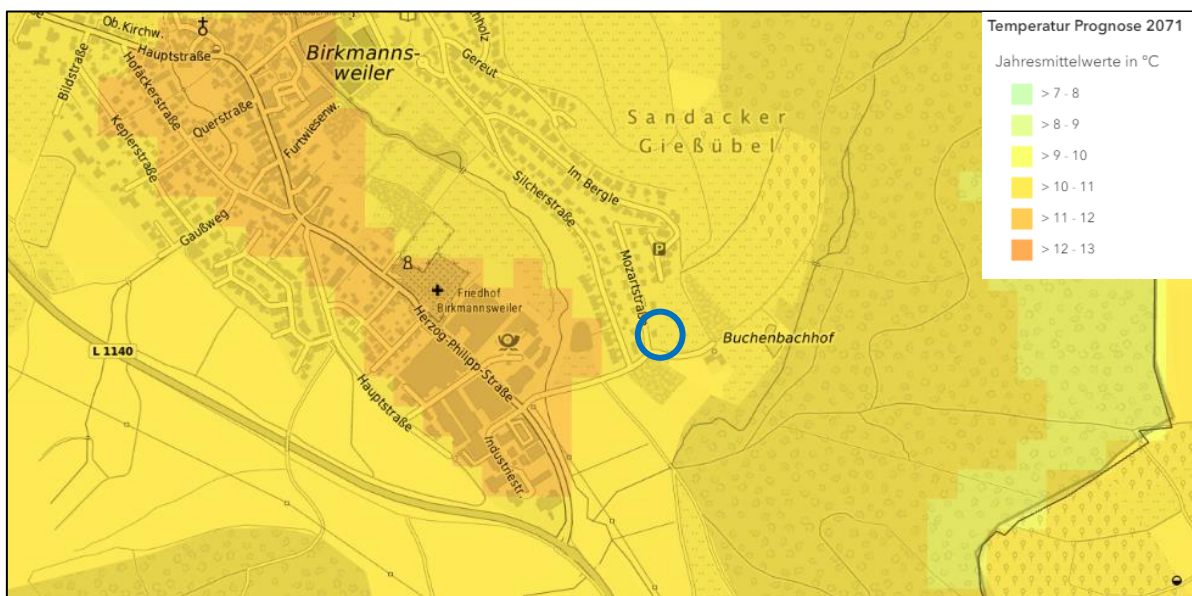 Ob. Kirchw.
Hauptstraße
Bildstraße
Hofäckerstraße
Keplerstraße
Querstraße
Furtwiesenw.
Gaußweg
Birkmanns-
weiler
Gereut
Sandacker
Gießübel
Im Bergle
Silcherstraße
Mozartstraße
P
Friedhof
Birkmannsweiler
Herzog-Philipp-Straße
Buchenbachhof
L 1140
Hauptstraße
Industriestr.
Temperatur Prognose 2071
Jahresmittelwerte in °C
> 7 - 8
> 8 - 9
> 9 - 10
> 10 - 11
> 11 - 12
> 12 - 13